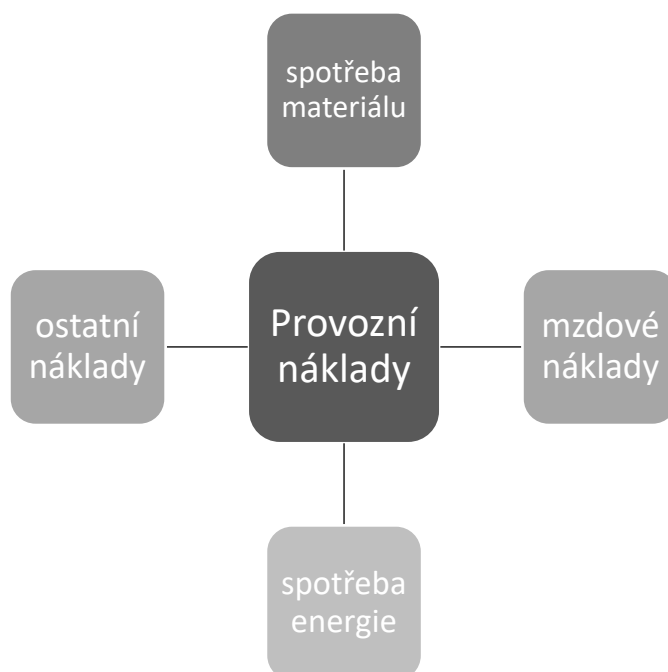 spotřeba
materiálu
ostatní
náklady
Provozní
náklady
mzdové
náklady
spotřeba
energie